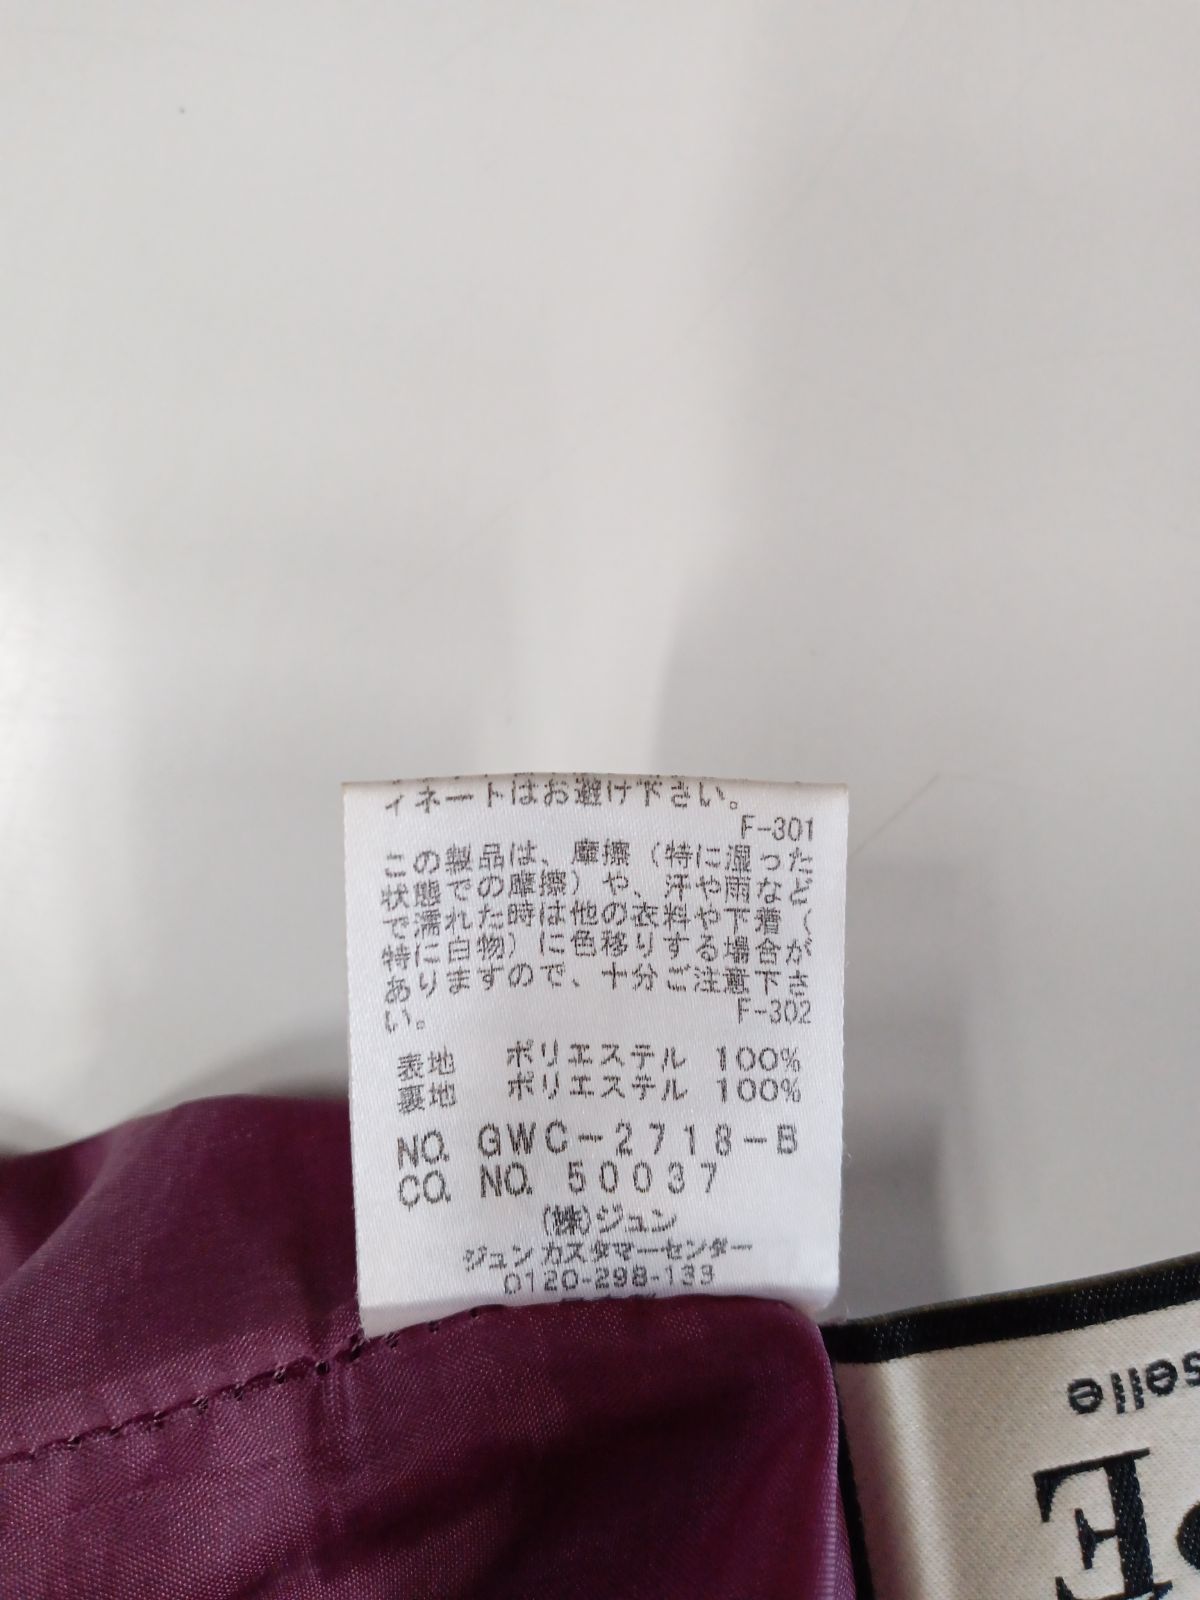 ィネートはお避け下さい。
F-301
この製品は、摩擦（特に湿った
状態での摩擦）や、汗や雨など
で濡れた時は他の衣料や下着（
特に白物）に色移りする場合が
ありますので、十分ご注意下さ
い。
F-302
表地 ポリエステル 100%
裏地 ポリエステル 100%
NO. GWC-2718-B
CO. NO. 50037
(株)ジュン
ジュンカスタマーセンター
0120-298-133
selle